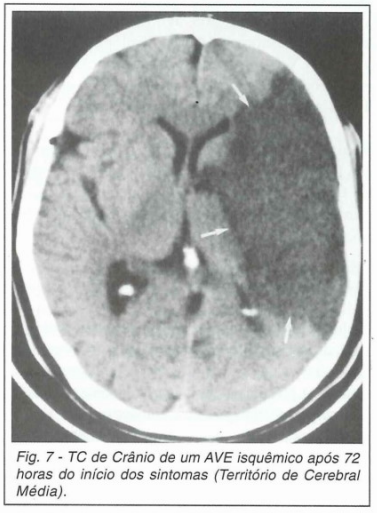 Fig. 7 - TC de Crânio de um AVE isquêmico após 72
horas do início dos sintomas (Território de Cerebral
Média).